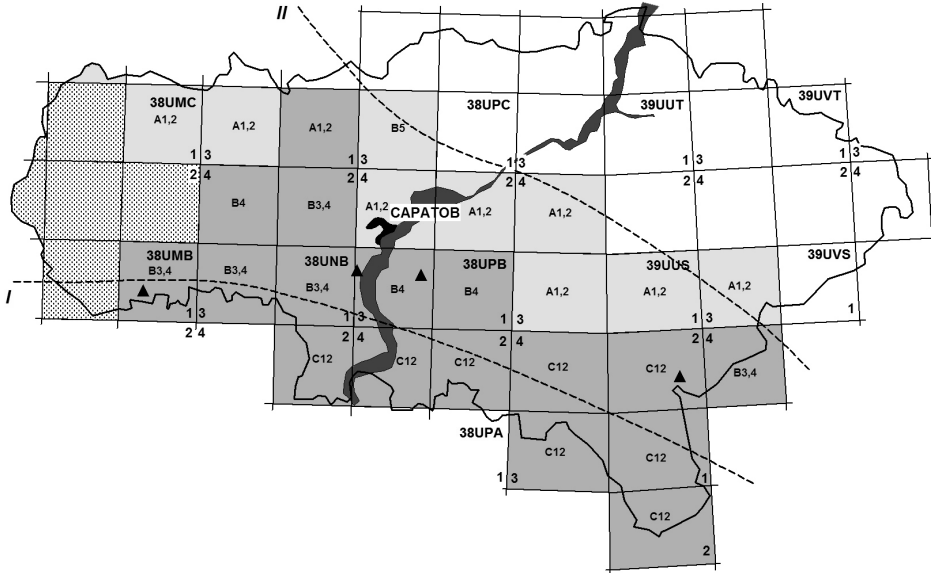 II
38UMC
38UPC
39UUT
39UVT
A1,2
A1,2
A1,2
B5
1 3
1 3
1 3
1 3
1 3
2 4
2 4
2 4
2 4
2 4
B4
B3,4
A1,2
САРАТОВ
A1,2
A1,2
38UMB
38UNB
38UPB
39UUS
39UVS
B3,4
B3,4
B3,4
B4
B4
A1,2
A1,2
A1,2
I
1 3
1 3
1 3
1 3
1
2 4
2 4
2 4
2 4
C12
C12
C12
C12
C12
B3,4
38UPA
C12
C12
1 3
1
C12
2